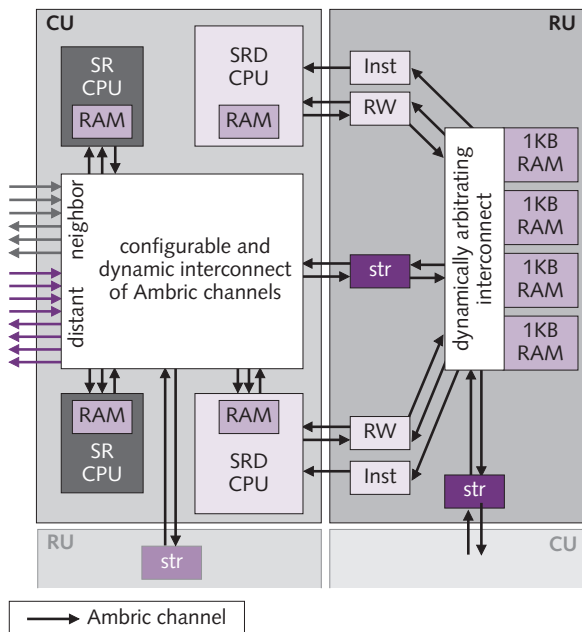 CU
RU
SR
CPU
RAM
SRD
CPU
RAM
Inst
RW
1KB
RAM
1KB
RAM
1KB
RAM
1KB
RAM
dynamically arbitrating
interconnect
neighbor
distant
configurable and
dynamic interconnect
of Ambric channels
str
RAM
SR
CPU
RAM
SRD
CPU
RW
Inst
str
RU
str
CU
Ambric channel